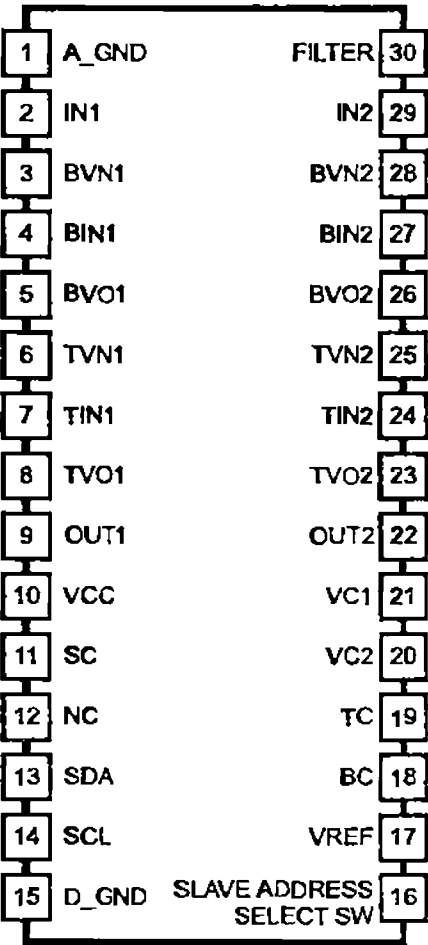 1 A_GND FILTER 30
2 IN1 IN2 29
3 BVN1 BVN2 28
4 BIN1 BIN2 27
5 BVO1 BVO2 26
6 TVN1 TVN2 25
7 TIN1 TIN2 24
8 TVO1 TVO2 23
9 OUT1 OUT2 22
10 VCC VC1 21
11 SC VC2 20
12 NC TC 19
13 SDA BC 18
14 SCL VREF 17
15 D_GND SLAVE ADDRESS 16
SELECT SW